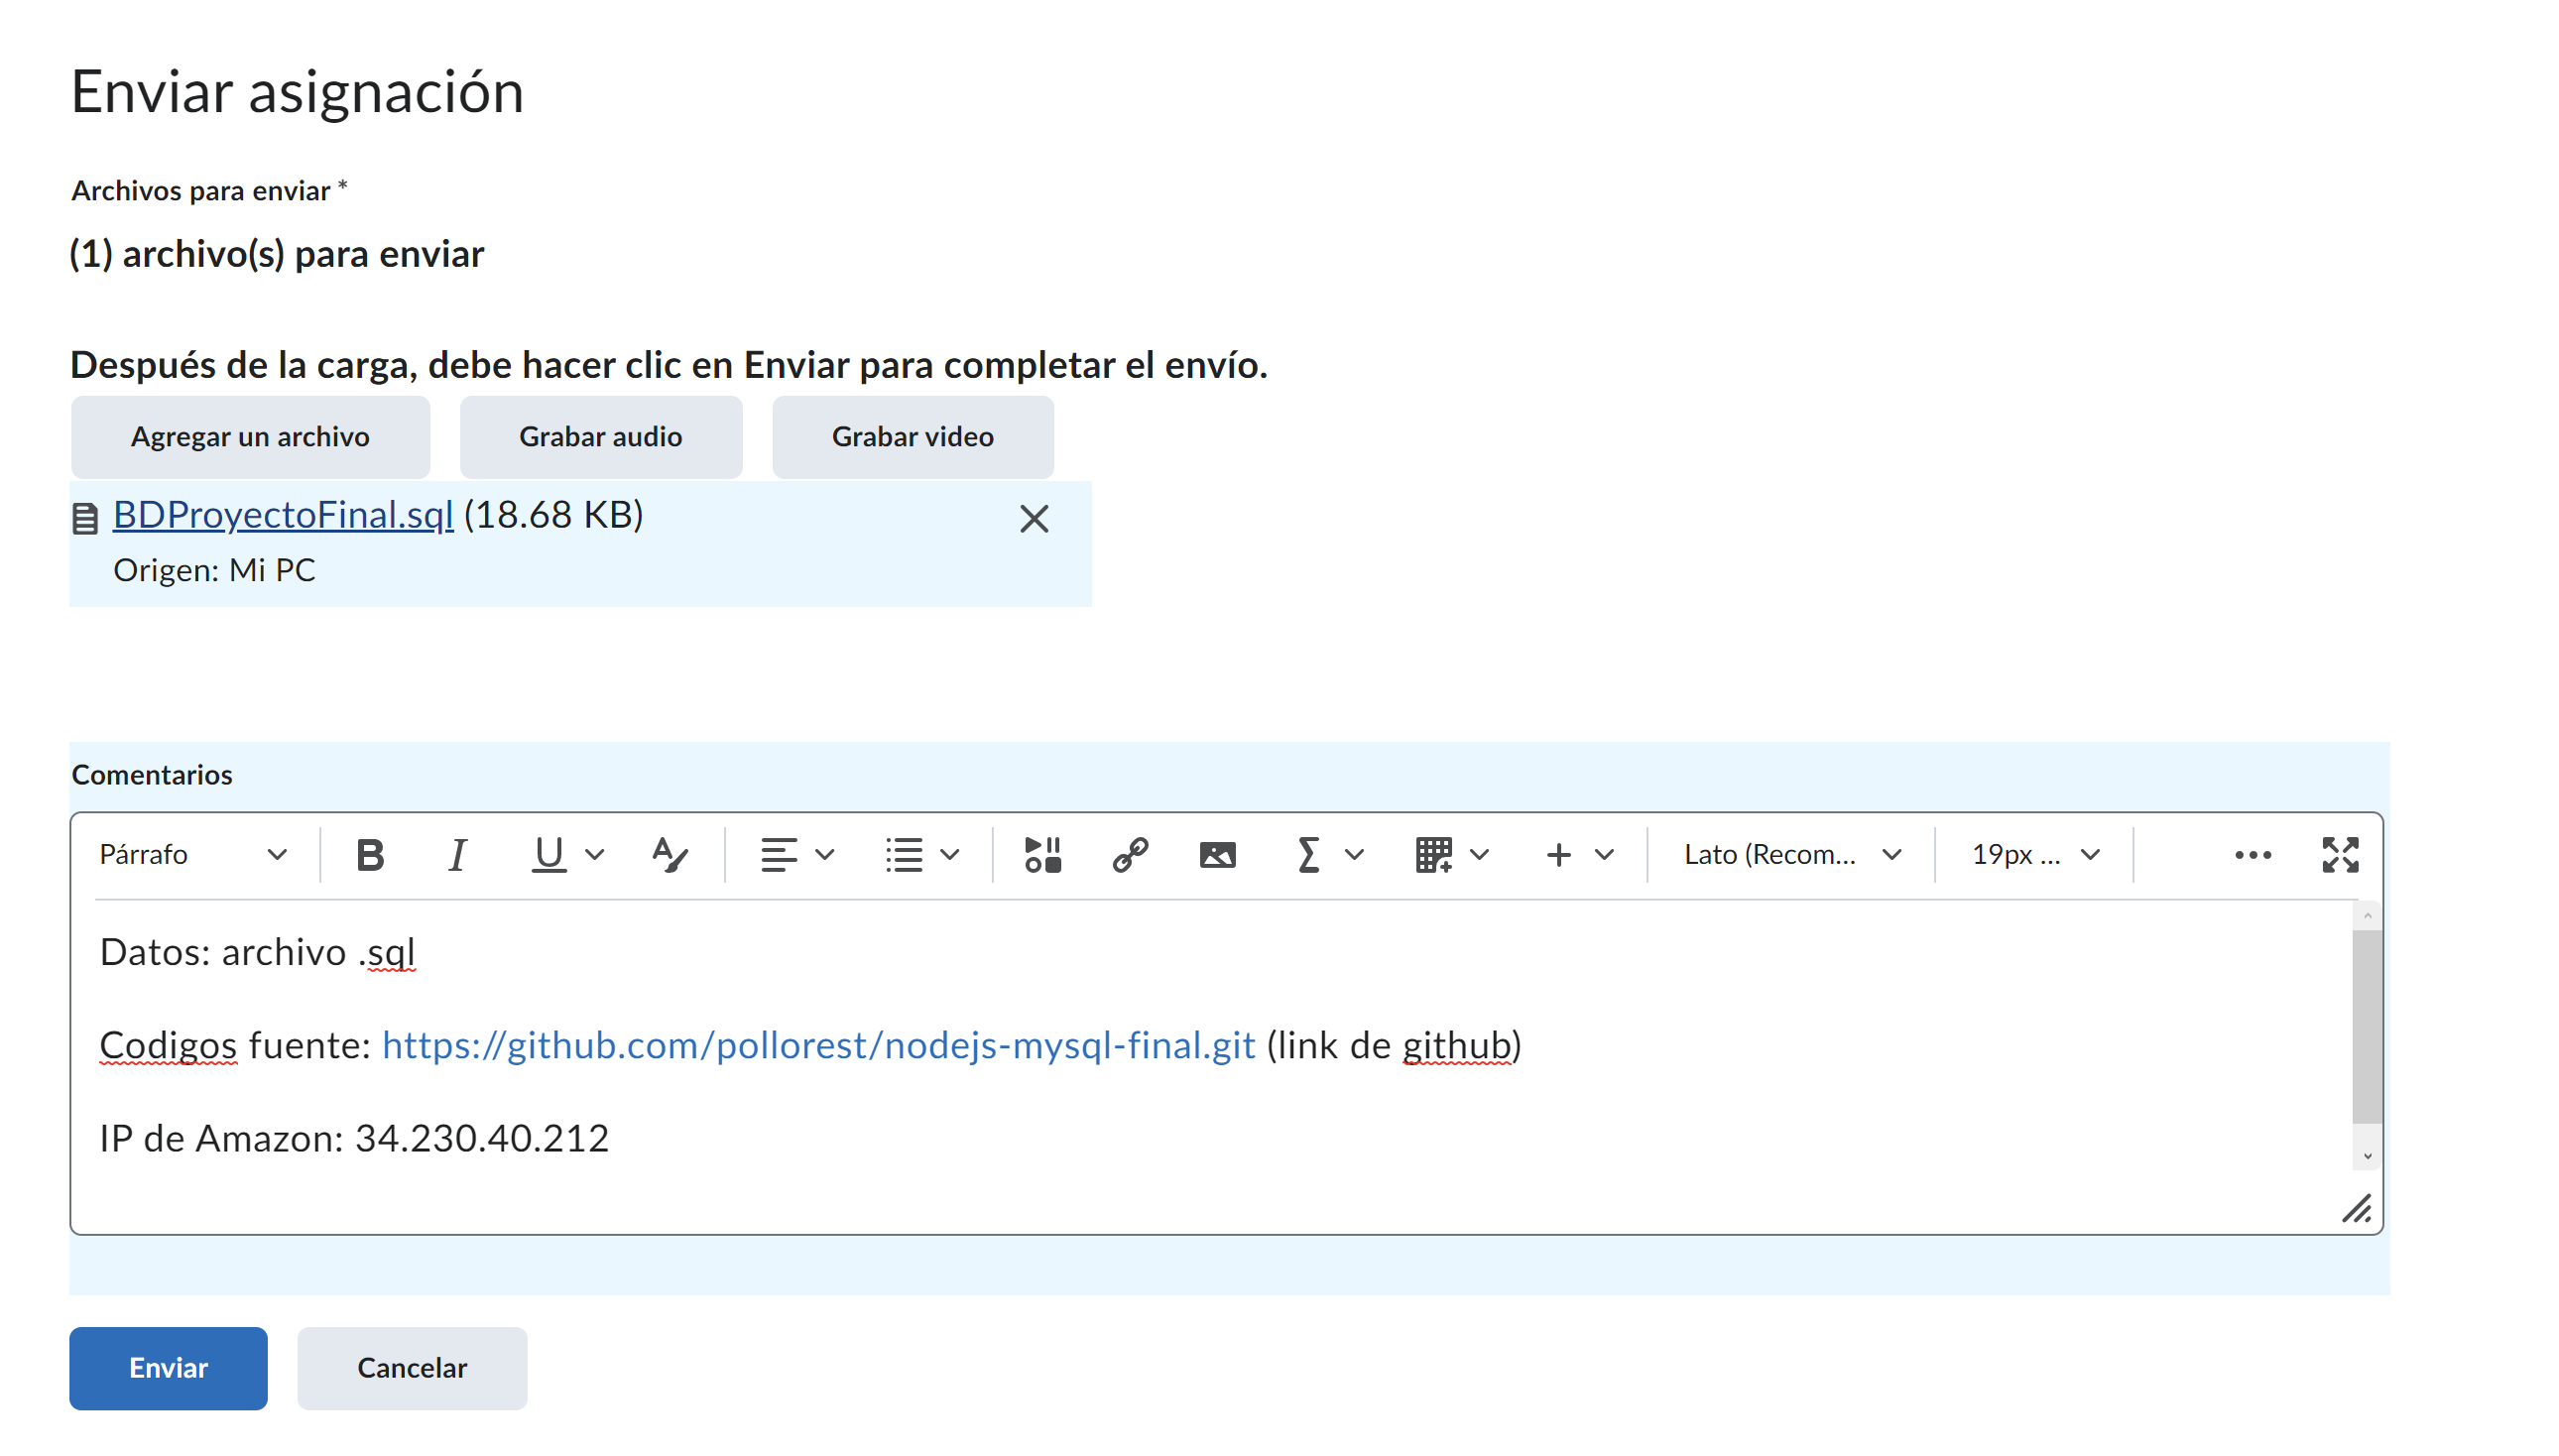 Enviar asignación
Archivos para enviar *
(1) archivo(s) para enviar
Después de la carga, debe hacer clic en Enviar para completar el envío.
Agregar un archivo Grabar audio Grabar video
BDProyectoFinal.sql (18.68 KB)
Origen: Mi PC
Comentarios
Párrafo B I U A Σ + Lato (Recom... 19px ...
Datos: archivo .sql
Codigos fuente: https://github.com/pollorest/nodejs-mysql-final.git (link de github)
IP de Amazon: 34.230.40.212
Enviar Cancelar